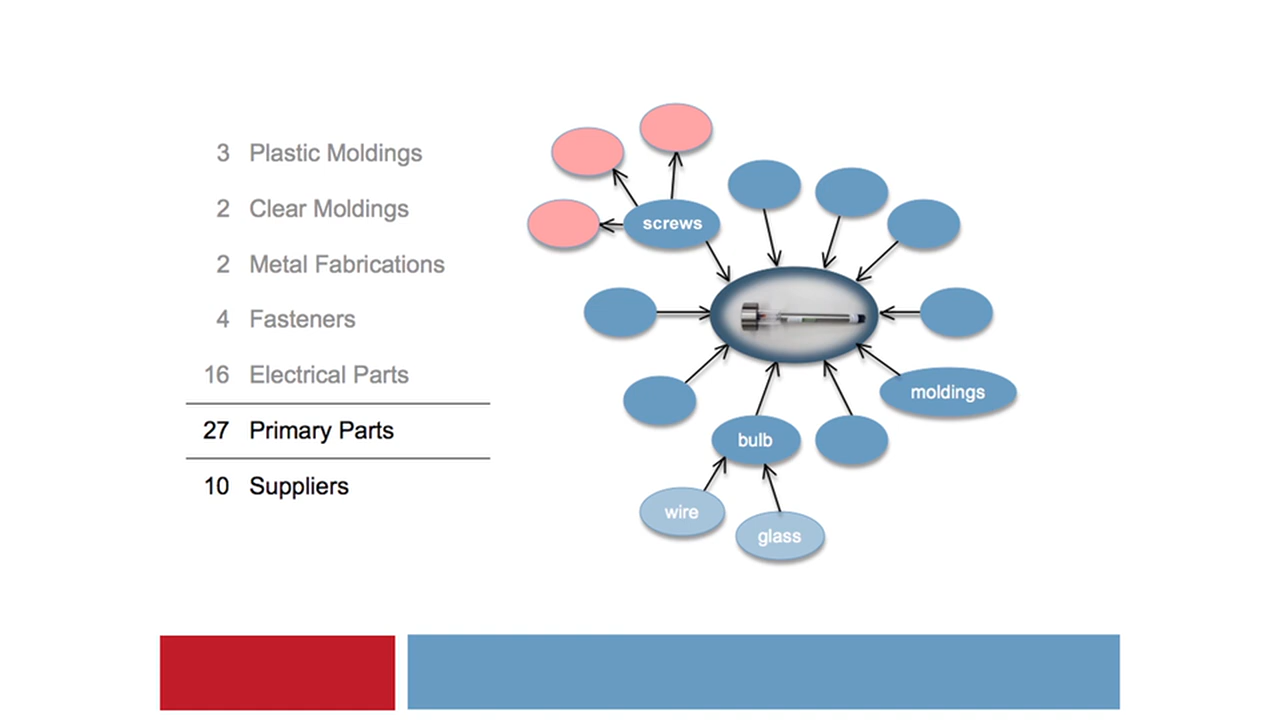 3 Plastic Moldings
2 Clear Moldings
2 Metal Fabrications
4 Fasteners
16 Electrical Parts
27 Primary Parts
10 Suppliers
screws
moldings
bulb
wire
glass